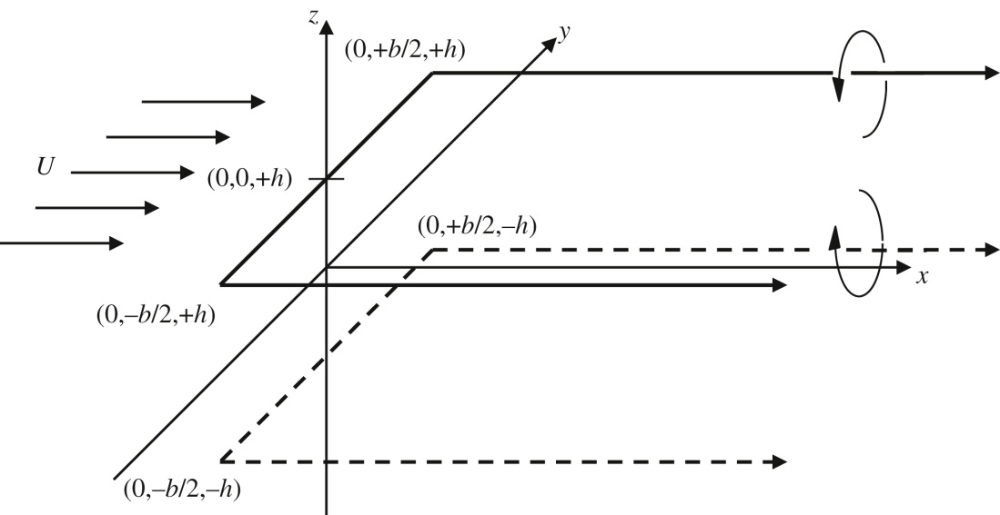 z
y
(0,+b/2,+h)
U
(0,0,+h)
(0,+b/2,–h)
x
(0,–b/2,+h)
(0,–b/2,–h)